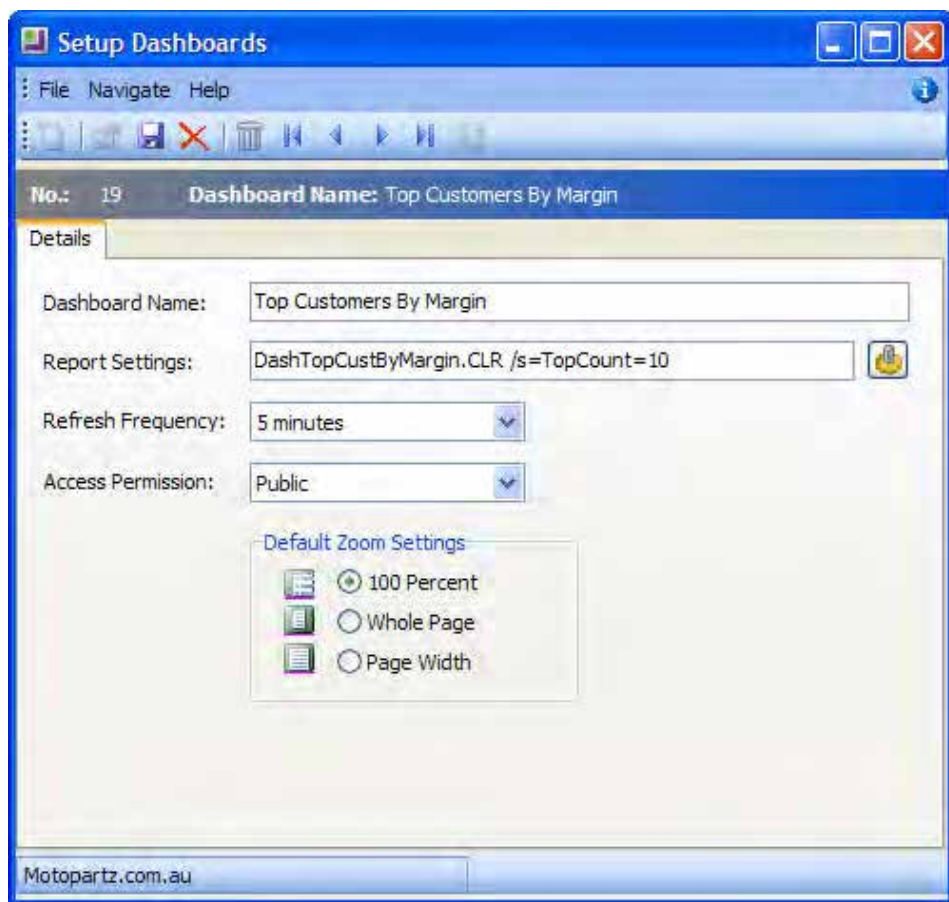 Setup Dashboards
File Navigate Help
No.: 19 Dashboard Name: Top Customers By Margin
Details
Dashboard Name: Top Customers By Margin
Report Settings: DashTopCustByMargin.CLR /s=TopCount=10
Refresh Frequency: 5 minutes
Access Permission: Public
Default Zoom Settings
100 Percent
Whole Page
Page Width
Motopartz.com.au